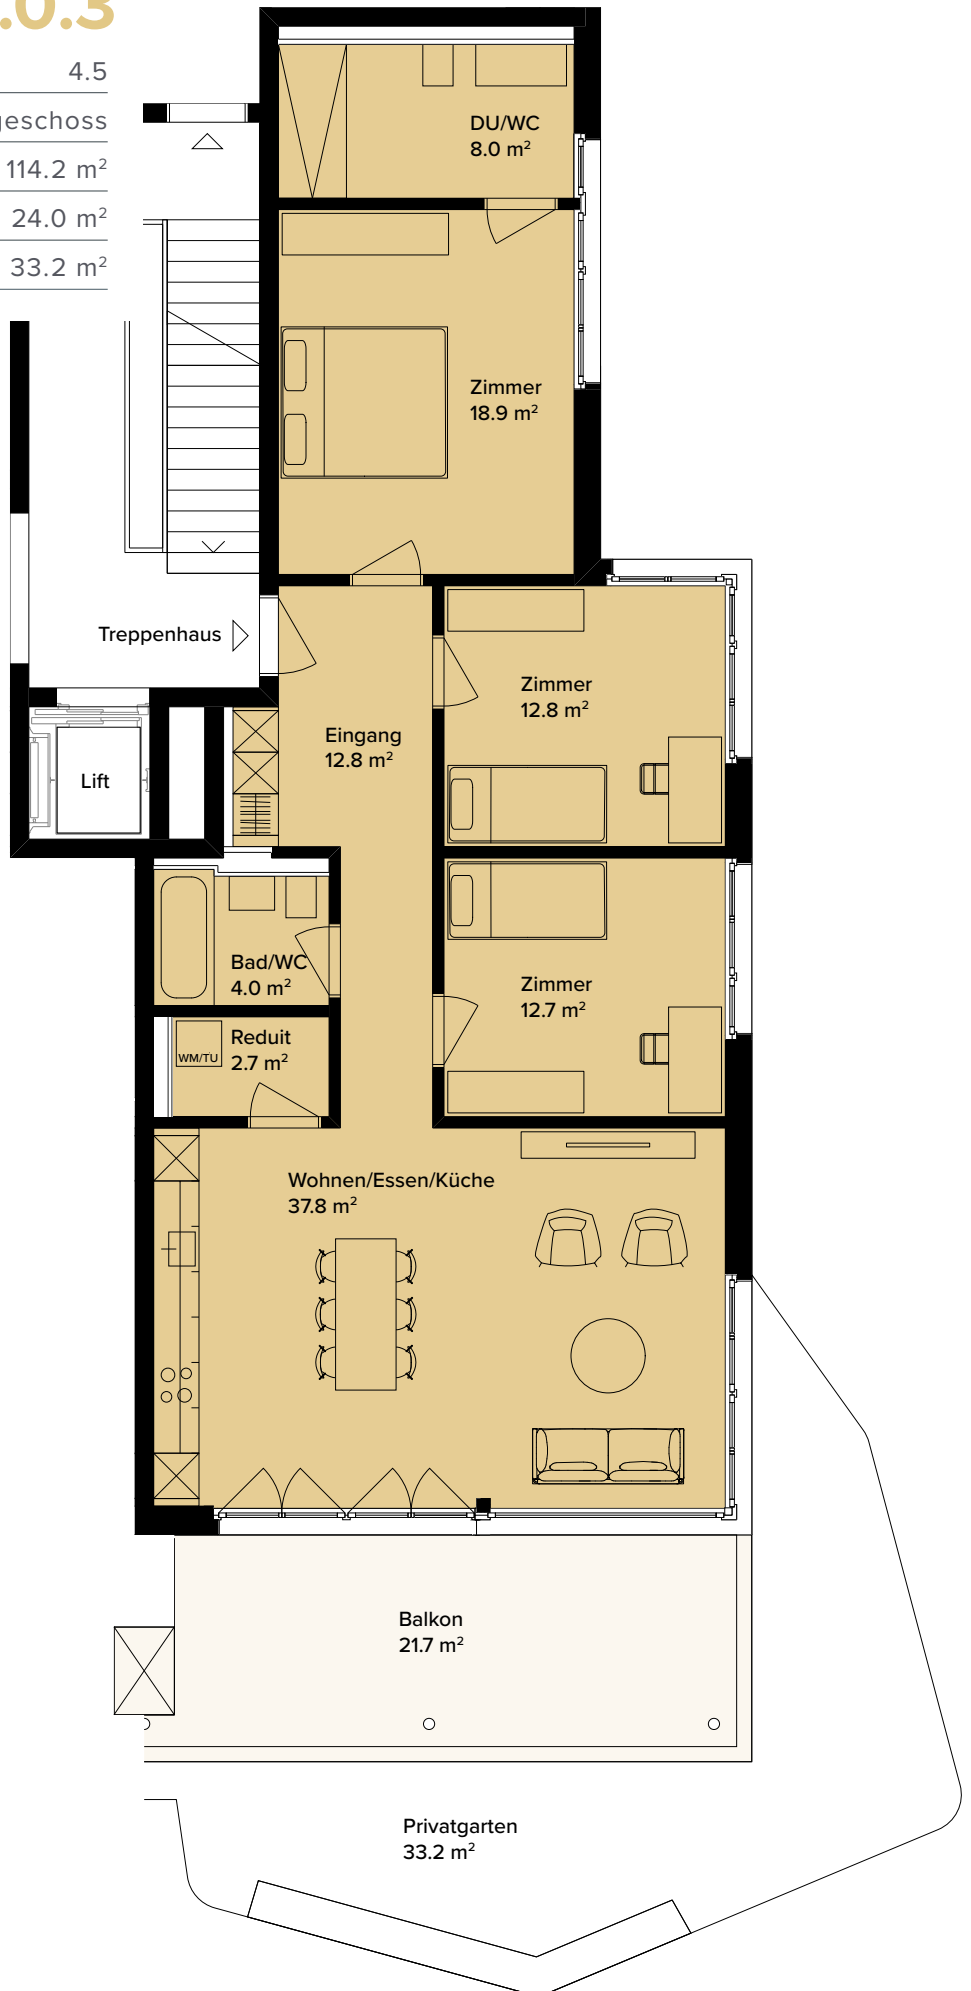 .0.3
4.5
geschoss
114.2 m²
24.0 m²
33.2 m²
DU/WC
8.0 m²
Zimmer
18.9 m²
Treppenhaus
Zimmer
12.8 m²
Eingang
12.8 m²
Lift
Bad/WC
4.0 m²
Zimmer
12.7 m²
Reduit
2.7 m²
WM/TU
Wohnen/Essen/Küche
37.8 m²
Balkon
21.7 m²
Privatgarten
33.2 m²